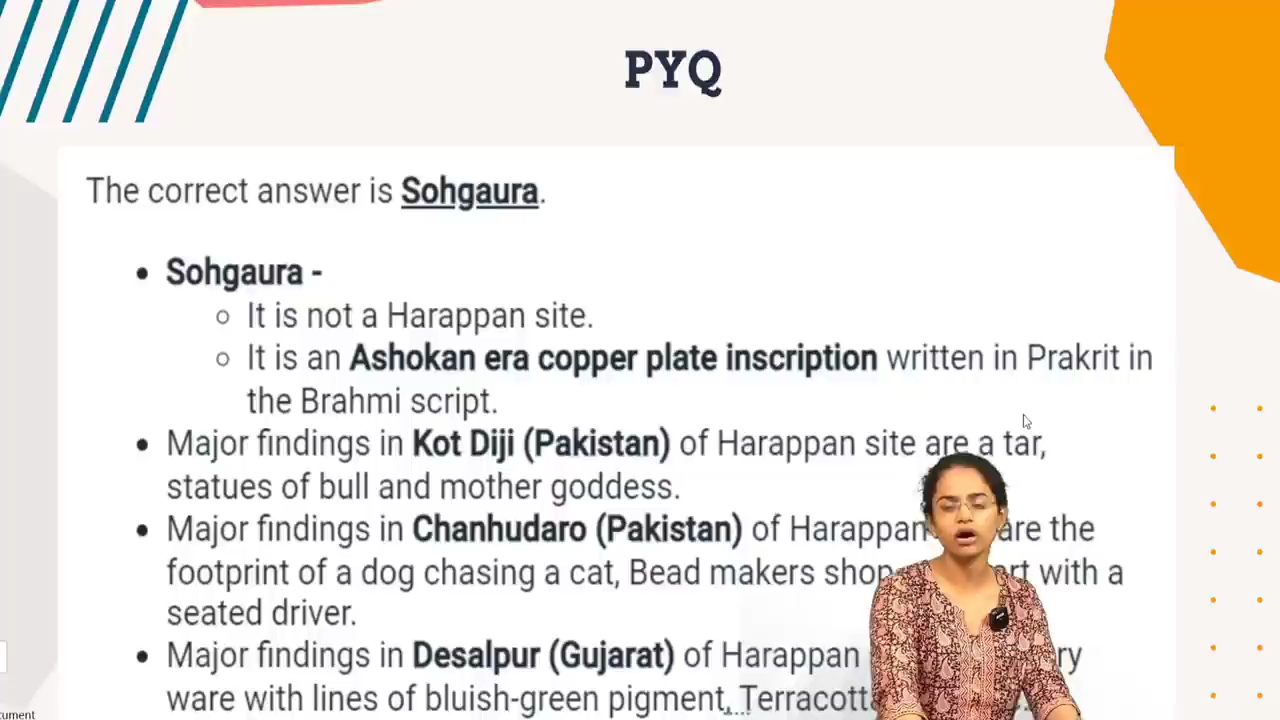 PYQ
The correct answer is Sohgaura.
• Sohgaura -
○ It is not a Harappan site.
○ It is an Ashokan era copper plate inscription written in Prakrit in
the Brahmi script.
• Major findings in Kot Diji (Pakistan) of Harappan site are a tar,
statues of bull and mother goddess.
• Major findings in Chanhudaro (Pakistan) of Harappan are the
footprint of a dog chasing a cat, Bead makers with a
seated driver.
• Major findings in Desalpur (Gujarat) of Harappan
ware with lines of bluish-green pigment,